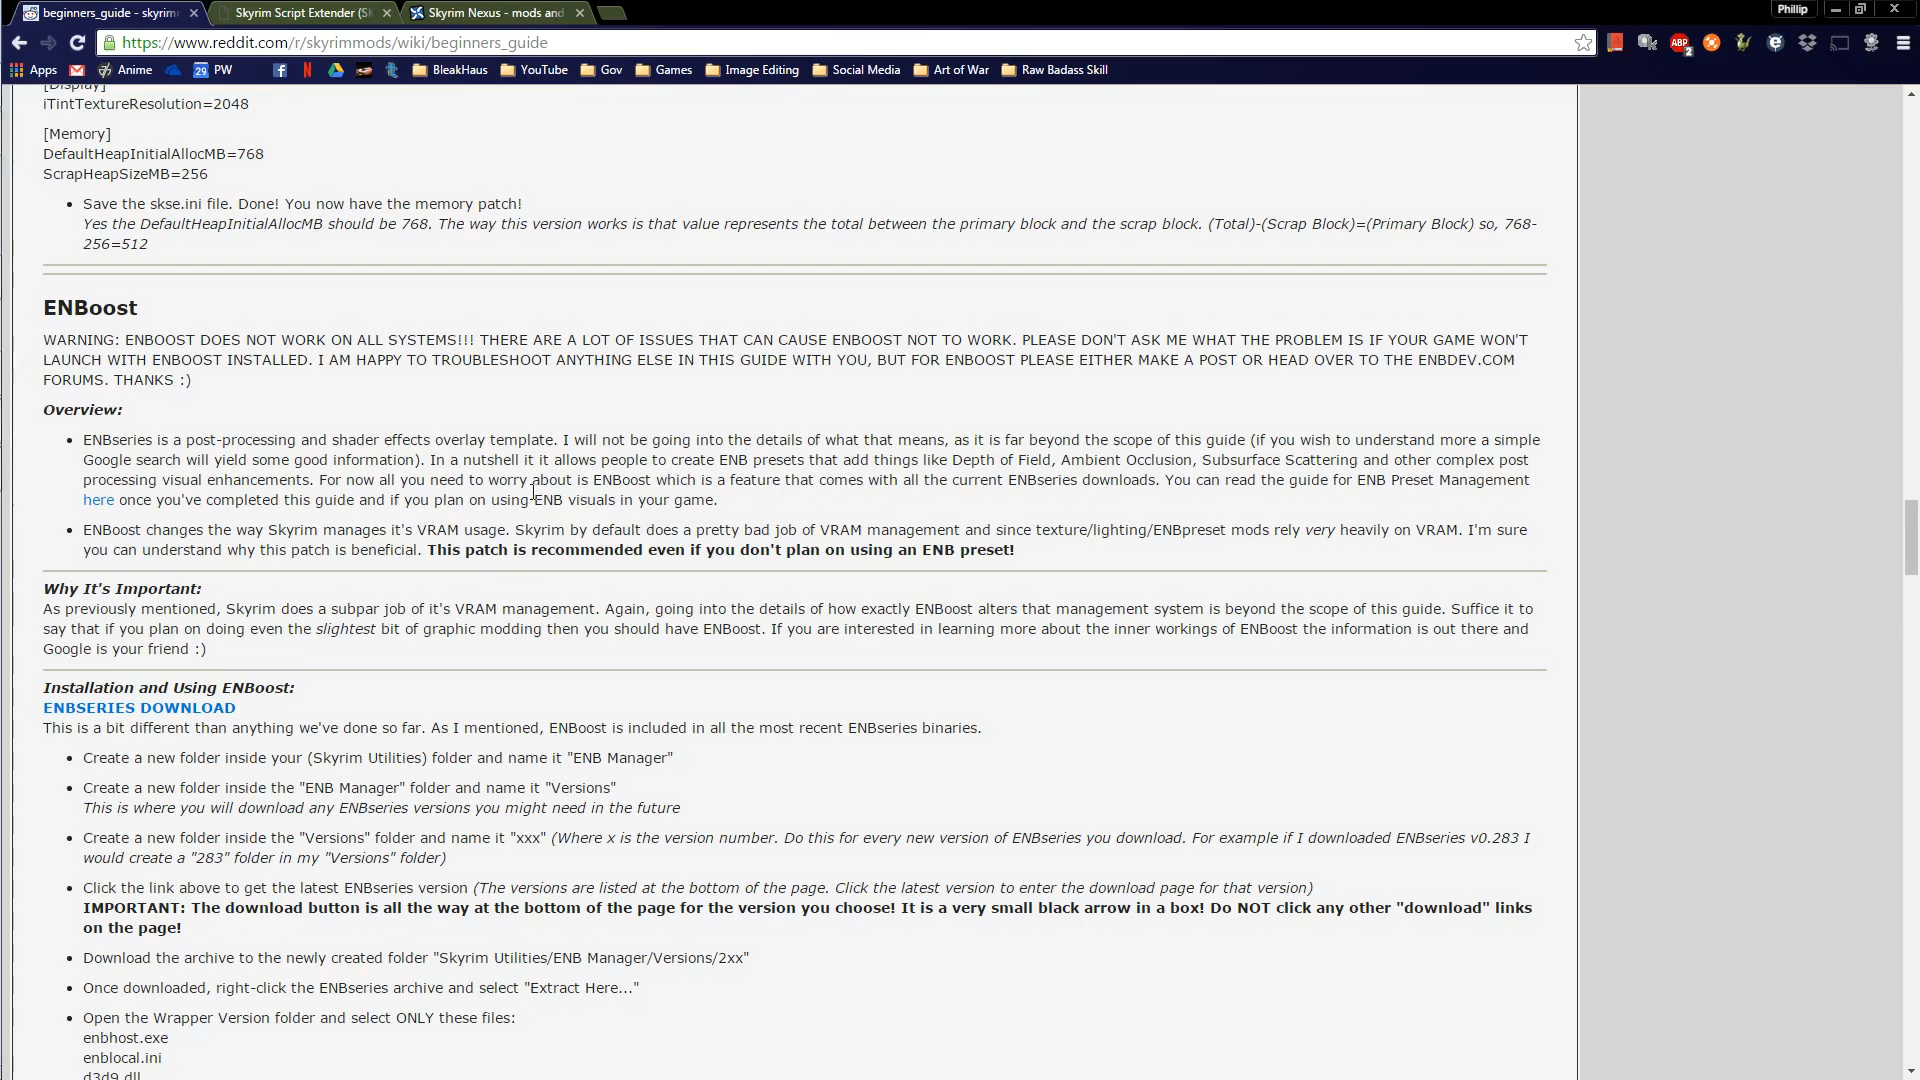 beginners_guide - skyrimm
Skyrim Script Extender (SK
Skyrim Nexus - mods and
Phillip
https://www.reddit.com/r/skyrimmods/wiki/beginners_guide
ABP
2
Apps
Anime
29 PW
BleakHaus
YouTube
Gov
Games
Image Editing
Social Media
Art of War
Raw Badass Skill
[Display]
iTintTextureResolution=2048
[Memory]
DefaultHeapInitialAllocMB=768
ScrapHeapSizeMB=256
Save the skse.ini file. Done! You now have the memory patch!
Yes the DefaultHeapInitialAllocMB should be 768. The way this version works is that value represents the total between the primary block and the scrap block. (Total)-(Scrap Block)=(Primary Block) so, 768-
256=512
ENBoost
WARNING: ENBOOST DOES NOT WORK ON ALL SYSTEMS!!! THERE ARE A LOT OF ISSUES THAT CAN CAUSE ENBOOST NOT TO WORK. PLEASE DON'T ASK ME WHAT THE PROBLEM IS IF YOUR GAME WON'T
LAUNCH WITH ENBOOST INSTALLED. I AM HAPPY TO TROUBLESHOOT ANYTHING ELSE IN THIS GUIDE WITH YOU, BUT FOR ENBOOST PLEASE EITHER MAKE A POST OR HEAD OVER TO THE ENBDEV.COM
FORUMS. THANKS :)
Overview:
ENBseries is a post-processing and shader effects overlay template. I will not be going into the details of what that means, as it is far beyond the scope of this guide (if you wish to understand more a simple
Google search will yield some good information). In a nutshell it it allows people to create ENB presets that add things like Depth of Field, Ambient Occlusion, Subsurface Scattering and other complex post
processing visual enhancements. For now all you need to worry about is ENBoost which is a feature that comes with all the current ENBseries downloads. You can read the guide for ENB Preset Management
here once you've completed this guide and if you plan on using ENB visuals in your game.
ENBoost changes the way Skyrim manages it's VRAM usage. Skyrim by default does a pretty bad job of VRAM management and since texture/lighting/ENBpreset mods rely very heavily on VRAM. I'm sure
you can understand why this patch is beneficial. This patch is recommended even if you don't plan on using an ENB preset!
Why It's Important:
As previously mentioned, Skyrim does a subpar job of it's VRAM management. Again, going into the details of how exactly ENBoost alters that management system is beyond the scope of this guide. Suffice it to
say that if you plan on doing even the slightest bit of graphic modding then you should have ENBoost. If you are interested in learning more about the inner workings of ENBoost the information is out there and
Google is your friend :)
Installation and Using ENBoost:
ENBSERIES DOWNLOAD
This is a bit different than anything we've done so far. As I mentioned, ENBoost is included in all the most recent ENBseries binaries.
Create a new folder inside your (Skyrim Utilities) folder and name it "ENB Manager"
Create a new folder inside the "ENB Manager" folder and name it "Versions"
This is where you will download any ENBseries versions you might need in the future
Create a new folder inside the "Versions" folder and name it "xxx" (Where x is the version number. Do this for every new version of ENBseries you download. For example if I downloaded ENBseries v0.283 I
would create a "283" folder in my "Versions" folder)
Click the link above to get the latest ENBseries version (The versions are listed at the bottom of the page. Click the latest version to enter the download page for that version)
IMPORTANT: The download button is all the way at the bottom of the page for the version you choose! It is a very small black arrow in a box! Do NOT click any other "download" links
on the page!
Download the archive to the newly created folder "Skyrim Utilities/ENB Manager/Versions/2xx"
Once downloaded, right-click the ENBseries archive and select "Extract Here..."
Open the Wrapper Version folder and select ONLY these files:
enbhost.exe
enblocal.ini
d3d9.dll